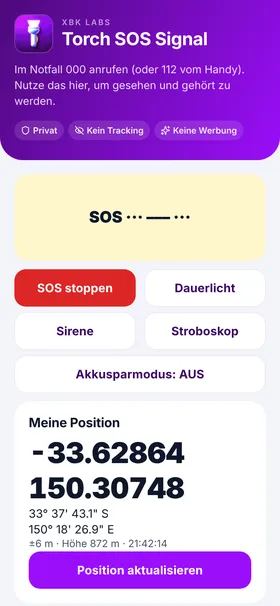 XBK LABS
Torch SOS Signal
Im Notfall 000 anrufen (oder 112 vom Handy).
Nutze das hier, um gesehen und gehört zu
werden.
Privat
Kein Tracking
Keine Werbung
SOS ··· ––– ···
SOS stoppen
Dauerlicht
Sirene
Stroboskop
Akkusparmodus: AUS
Meine Position
-33.62864
150.30748
33° 37' 43.1" S
150° 18' 26.9" E
±6 m · Höhe 872 m · 21:42:14
Position aktualisieren